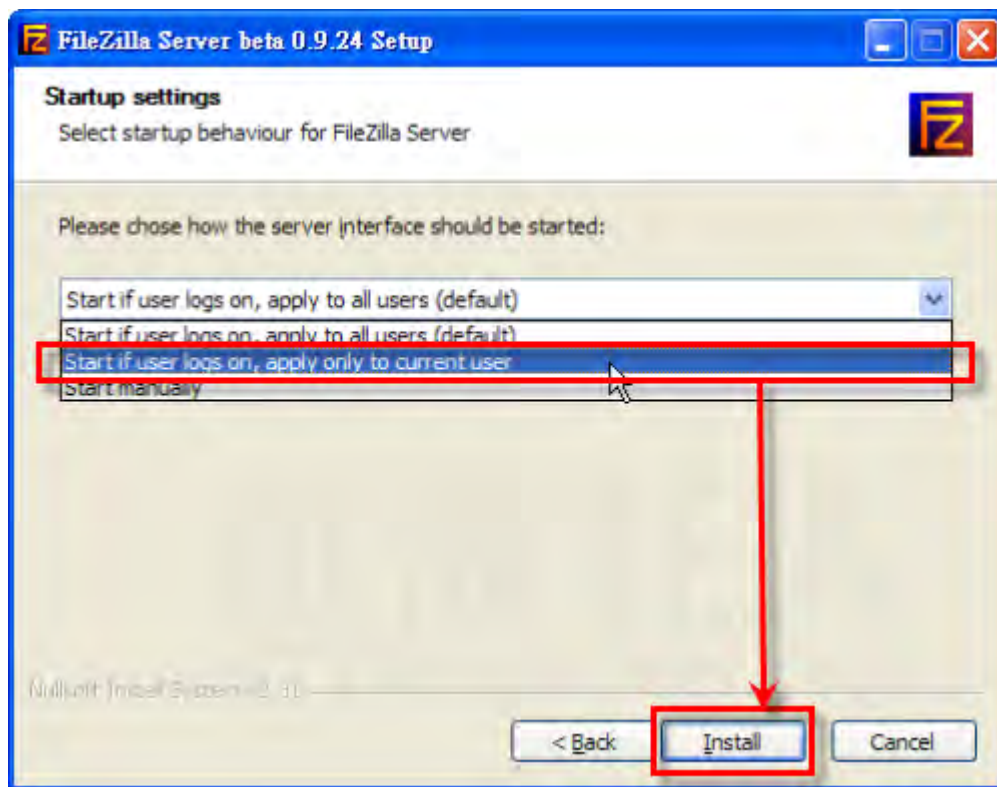 FileZilla Server beta 0.9.24 Setup
Startup settings
Select startup behaviour for FileZilla Server
Please chose how the server interface should be started:
Start if user logs on, apply to all users (default)
Start if user logs on, apply to all users (default)
Start if user logs on, apply only to current user
Start manually
Nullsoft Install System
< Back
Install
Cancel